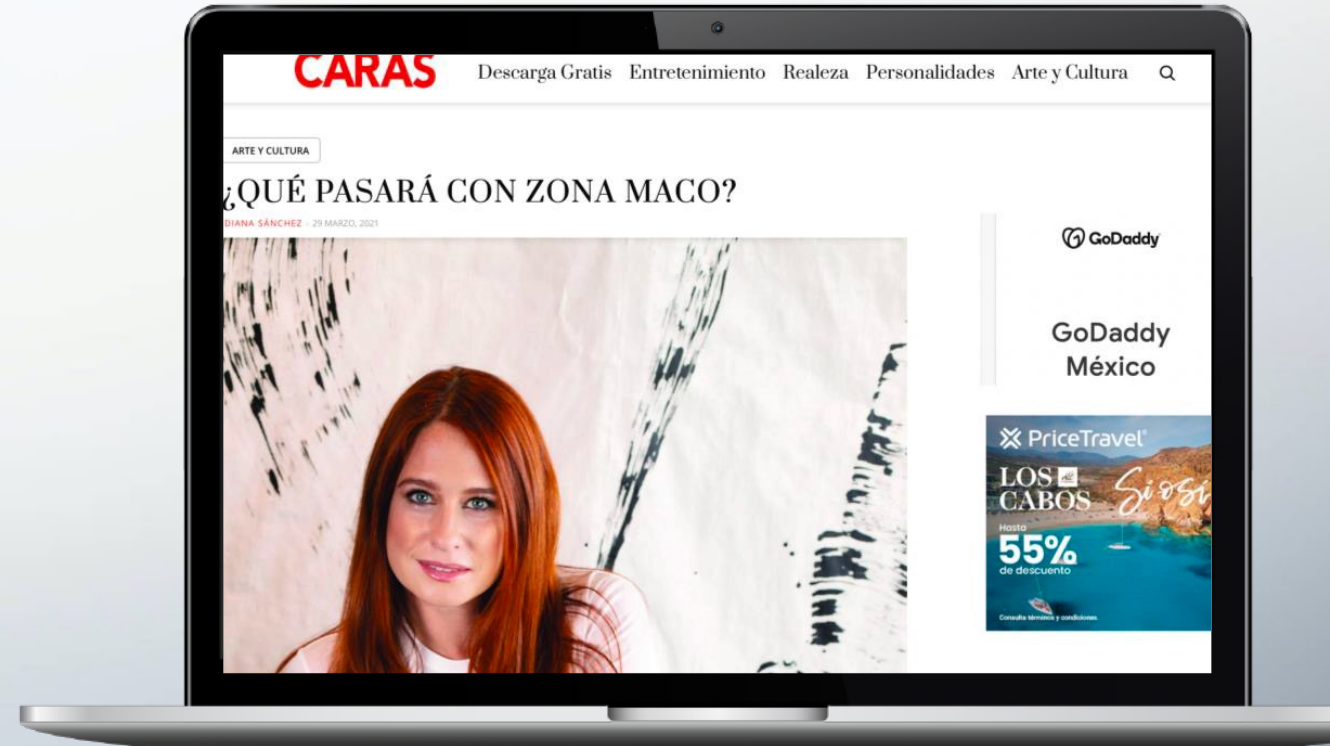 CARAS
Descarga Gratis Entretenimiento Realeza Personalidades Arte y Cultura
ARTE Y CULTURA
¿QUÉ PASARÁ CON ZONA MACO?
DIANA SÁNCHEZ - 29 MARZO, 2021
GoDaddy
GoDaddy
México
PriceTravel®
LOS
CABOS
Sí o sí
Hasta
55%
de descuento
Consulta términos y condiciones.